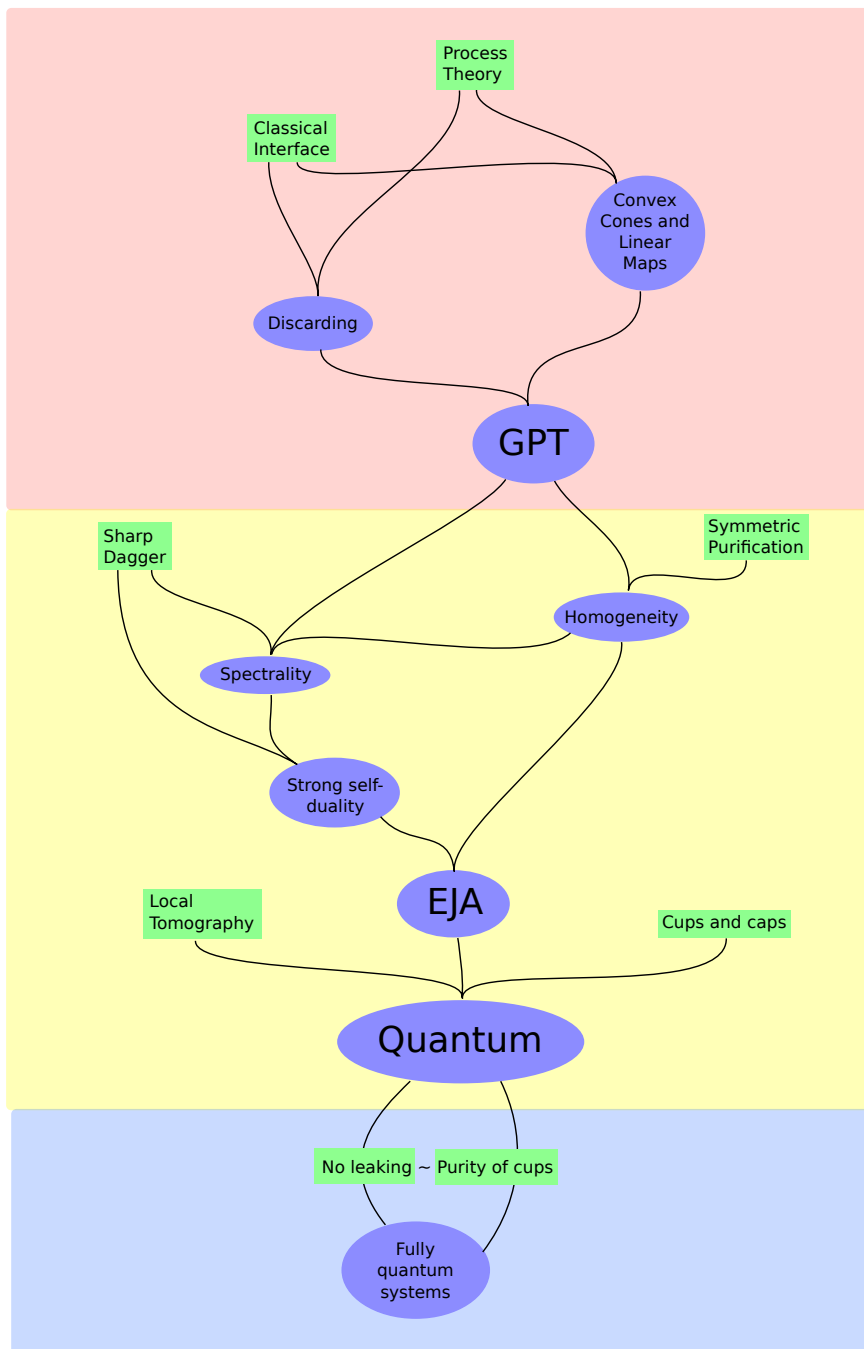 Process
Theory
Classical
Interface
Convex
Cones and
Linear
Maps
Discarding
GPT
Sharp
Dagger
Symmetric
Purification
Homogeneity
Spectrality
Strong self-
duality
EJA
Local
Tomography
Cups and caps
Quantum
No leaking ~ Purity of cups
Fully
quantum
systems